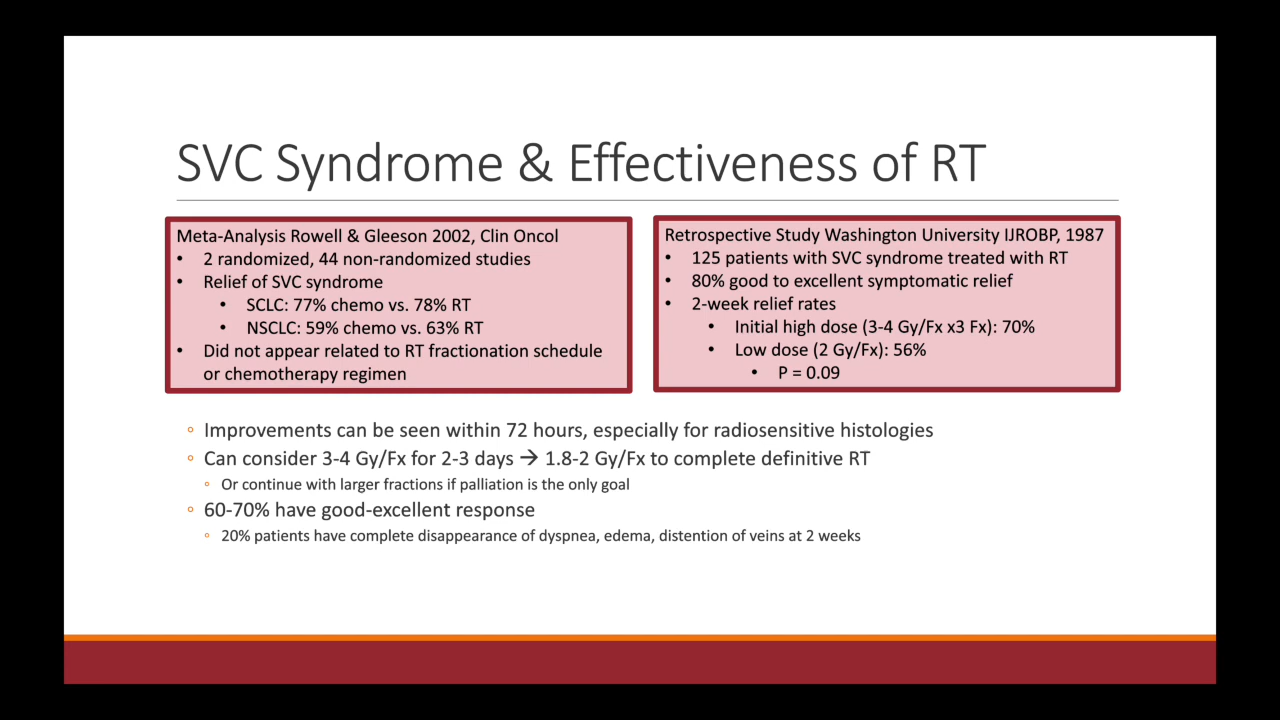 SVC Syndrome & Effectiveness of RT
Meta-Analysis Rowell & Gleeson 2002, Clin Oncol
• 2 randomized, 44 non-randomized studies
• Relief of SVC syndrome
• SCLC: 77% chemo vs. 78% RT
• NSCLC: 59% chemo vs. 63% RT
• Did not appear related to RT fractionation schedule
or chemotherapy regimen
Retrospective Study Washington University IJROBP, 1987
• 125 patients with SVC syndrome treated with RT
• 80% good to excellent symptomatic relief
• 2-week relief rates
• Initial high dose (3-4 Gy/Fx x3 Fx): 70%
• Low dose (2 Gy/Fx): 56%
• P = 0.09
◦ Improvements can be seen within 72 hours, especially for radiosensitive histologies
◦ Can consider 3-4 Gy/Fx for 2-3 days → 1.8-2 Gy/Fx to complete definitive RT
◦ Or continue with larger fractions if palliation is the only goal
◦ 60-70% have good-excellent response
◦ 20% patients have complete disappearance of dyspnea, edema, distention of veins at 2 weeks